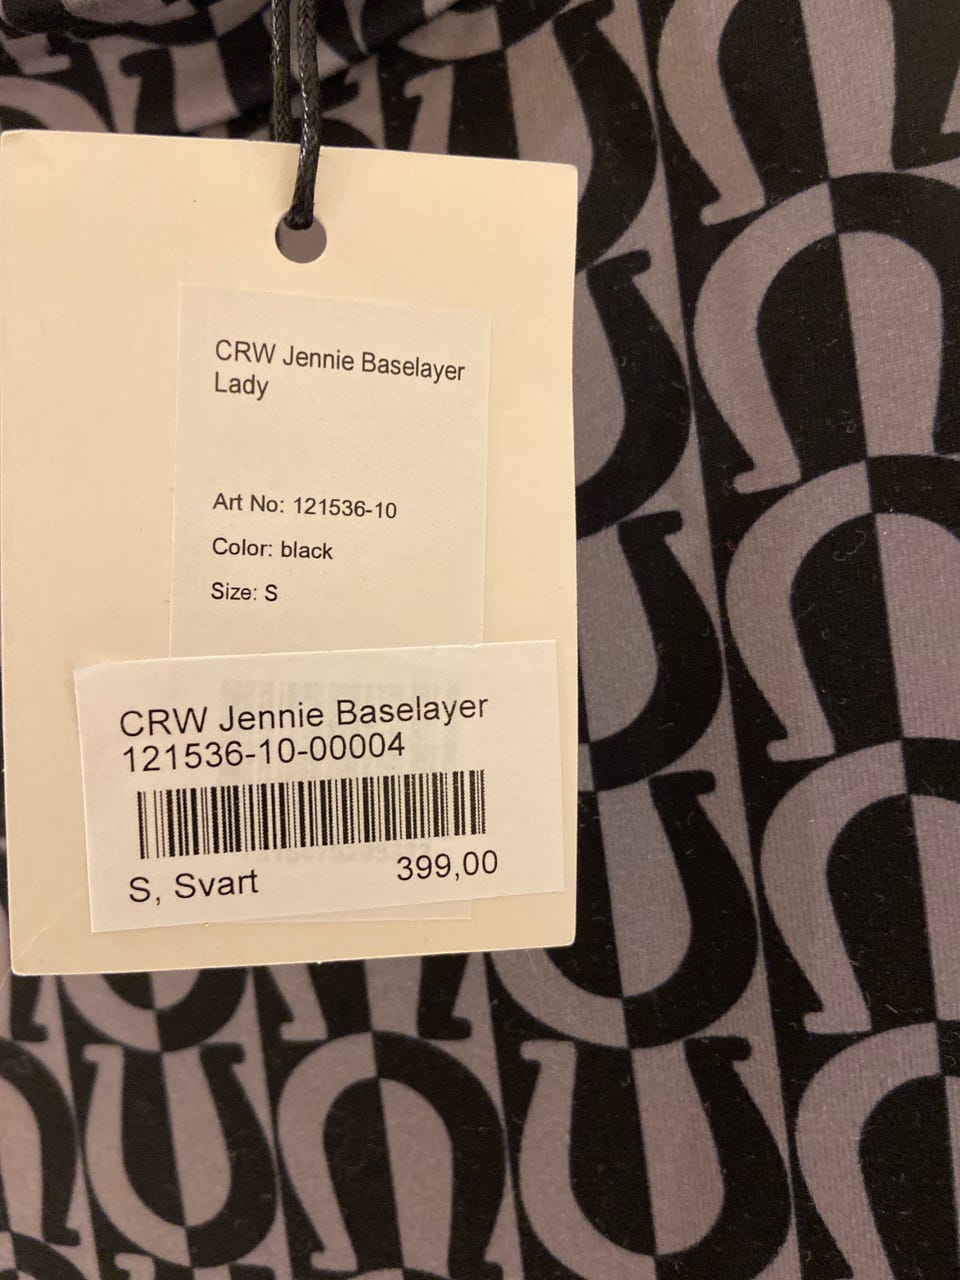 CRW Jennie Baselayer
Lady
Art No: 121536-10
Color: black
Size: S
CRW Jennie Baselayer
121536-10-00004
S, Svart 399,00